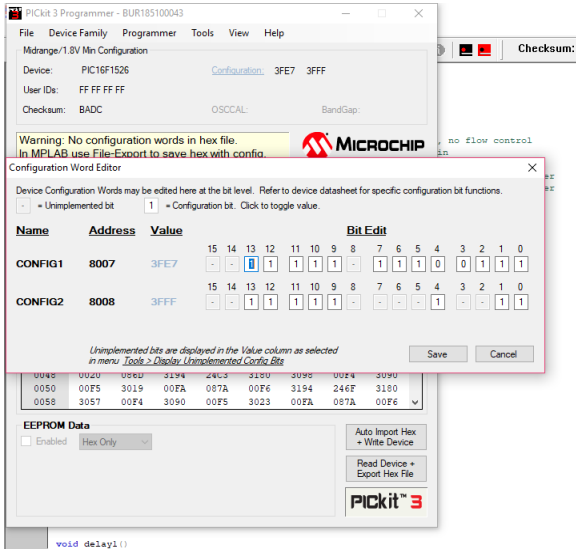 PICkit 3 Programmer - BUR185100043
File Device Family Programmer Tools View Help
Checksum:
Midrange/1.8V Min Configuration
Device: PIC16F1526 Configuration: 3FE7 3FFF
User IDs: FF FF FF FF
Checksum: BADC OSCCAL: BandGap:
Warning: No configuration words in hex file.
In MPLAB use File-Export to save hex with config.
MICROCHIP
, no flow control
in
er
er
Configuration Word Editor
Device Configuration Words may be edited here at the bit level. Refer to device datasheet for specific configuration bit functions.
- = Unimplemented bit 1 = Configuration bit. Click to toggle value.
Name Address Value Bit Edit
15 14 13 12 11 10 9 8 7 6 5 4 3 2 1 0
CONFIG1 8007 3FE7 - - 1 1 1 1 1 - 1 1 1 0 0 1 1 1
15 14 13 12 11 10 9 8 7 6 5 4 3 2 1 0
CONFIG2 8008 3FFF - - 1 1 1 1 1 - - - - 1 - - 1 1
Unimplemented bits are displayed in the Value column as selected
in menu Tools > Display Unimplemented Config Bits
Save Cancel
0048 0020 086D 3194 24C3 3180 3098 00F4 3090
0050 00F5 3019 00FA 087A 00F6 3194 246F 3180
0058 3057 00F4 3090 00F5 3023 00FA 087A 00F6
EEPROM Data
Enabled Hex Only
Auto Import Hex
+ Write Device
Read Device +
Export Hex File
PICkit™ 3
void delayl()